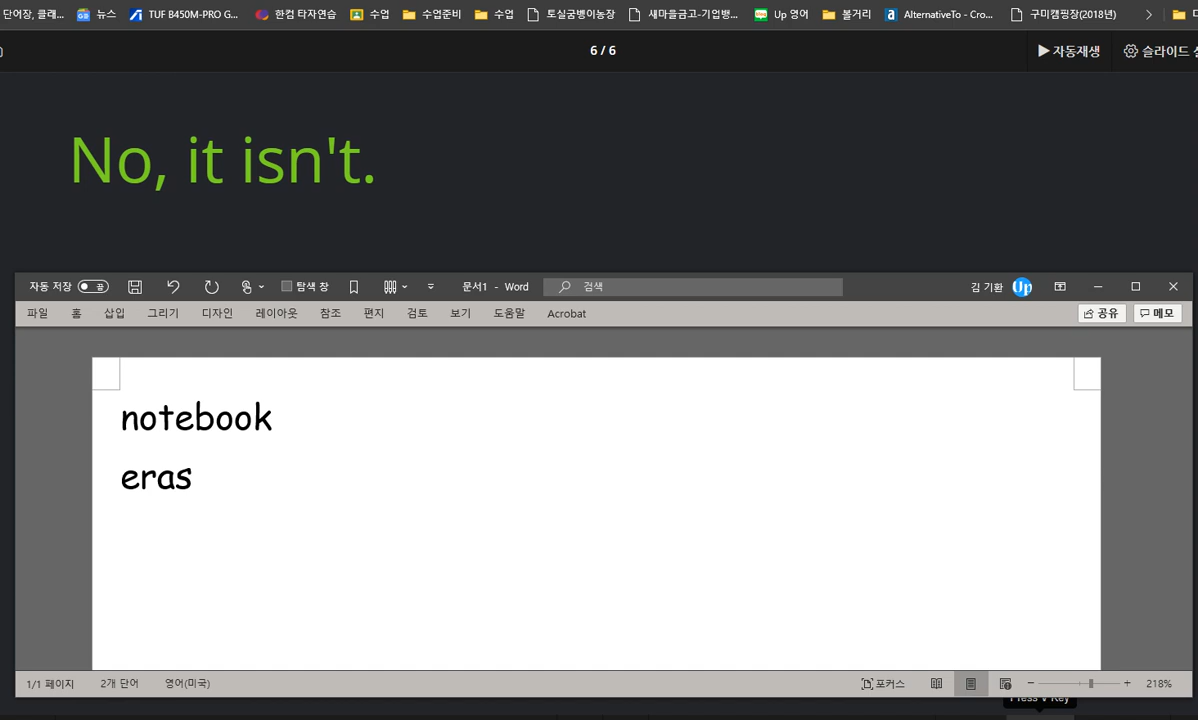 단어장, 클래... 뉴스 TUF B450M-PRO G... 한컴 타자연습 수업 수업준비 수업 토실굼벵이농장 새마을금고-기업뱅... Up 영어 볼거리 AlternativeTo - Cro... 구미캠핑장(2018년)
6 / 6 자동재생 슬라이드
No, it isn't.
자동 저장 끔 탐색 창 문서1 - Word 검색 김 기환 Up
파일 홈 삽입 그리기 디자인 레이아웃 참조 편지 검토 보기 도움말 Acrobat 공유 메모
notebook
eras
1/1 페이지 2개 단어 영어(미국) 포커스 218%
Press V Key